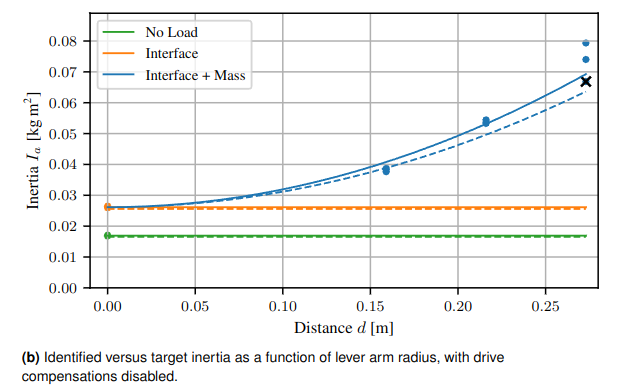 No Load
Interface
Interface + Mass
0.08
0.07
0.06
0.05
0.04
0.03
0.02
0.01
0.00
Inertia Iₐ [kg m²]
0.00 0.05 0.10 0.15 0.20 0.25
Distance d [m]
(b) Identified versus target inertia as a function of lever arm radius, with drive
compensations disabled.